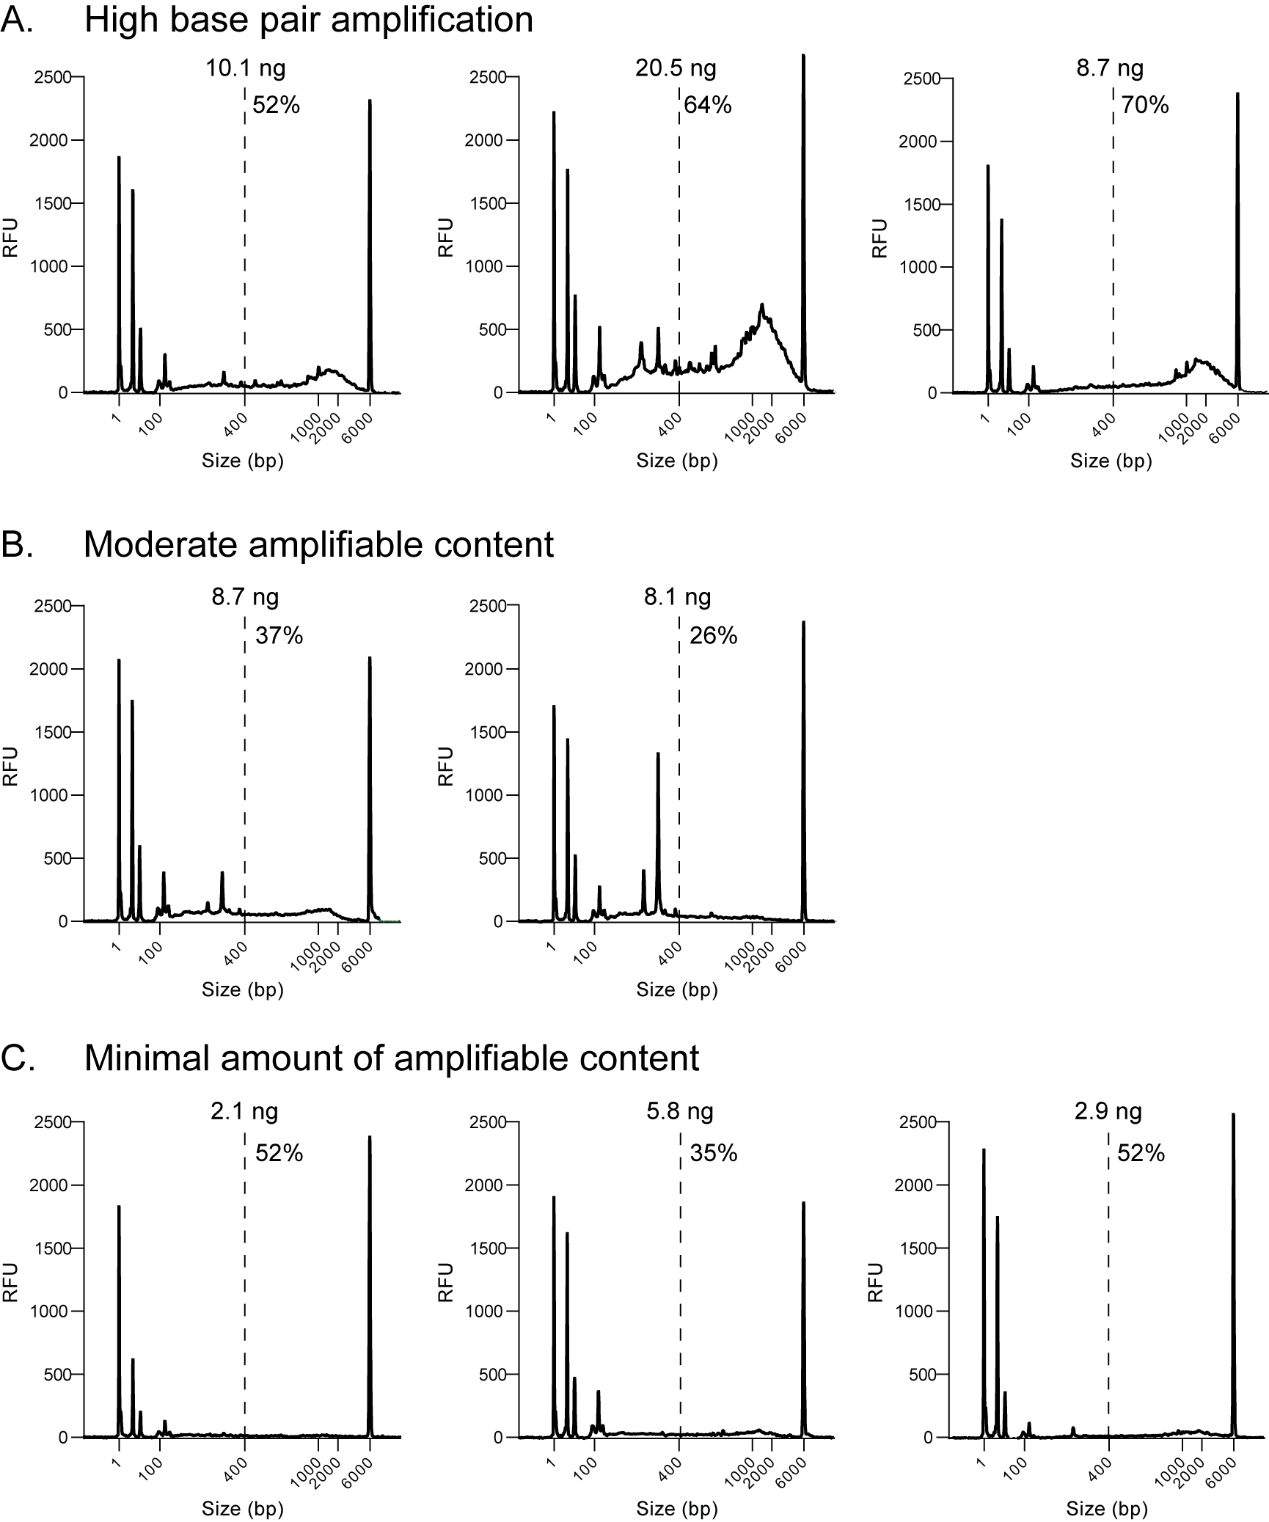 A. High base pair amplification
10.1 ng 20.5 ng 8.7 ng
52% 64% 70%
2500 2500 2500
2000 2000 2000
1500 1500 1500
RFU RFU RFU
1000 1000 1000
500 500 500
0 0 0
1 100 400 1000 2000 6000 1 100 400 1000 2000 6000 1 100 400 1000 2000 6000
Size (bp) Size (bp) Size (bp)
B. Moderate amplifiable content
8.7 ng 8.1 ng
37% 26%
2500 2500
2000 2000
1500 1500
RFU RFU
1000 1000
500 500
0 0
1 100 400 1000 2000 6000 1 100 400 1000 2000 6000
Size (bp) Size (bp)
C. Minimal amount of amplifiable content
2.1 ng 5.8 ng 2.9 ng
52% 35% 52%
2500 2500 2500
2000 2000 2000
1500 1500 1500
RFU RFU RFU
1000 1000 1000
500 500 500
0 0 0
1 100 400 1000 2000 6000 1 100 400 1000 2000 6000 1 100 400 1000 2000 6000
Size (bp) Size (bp) Size (bp)